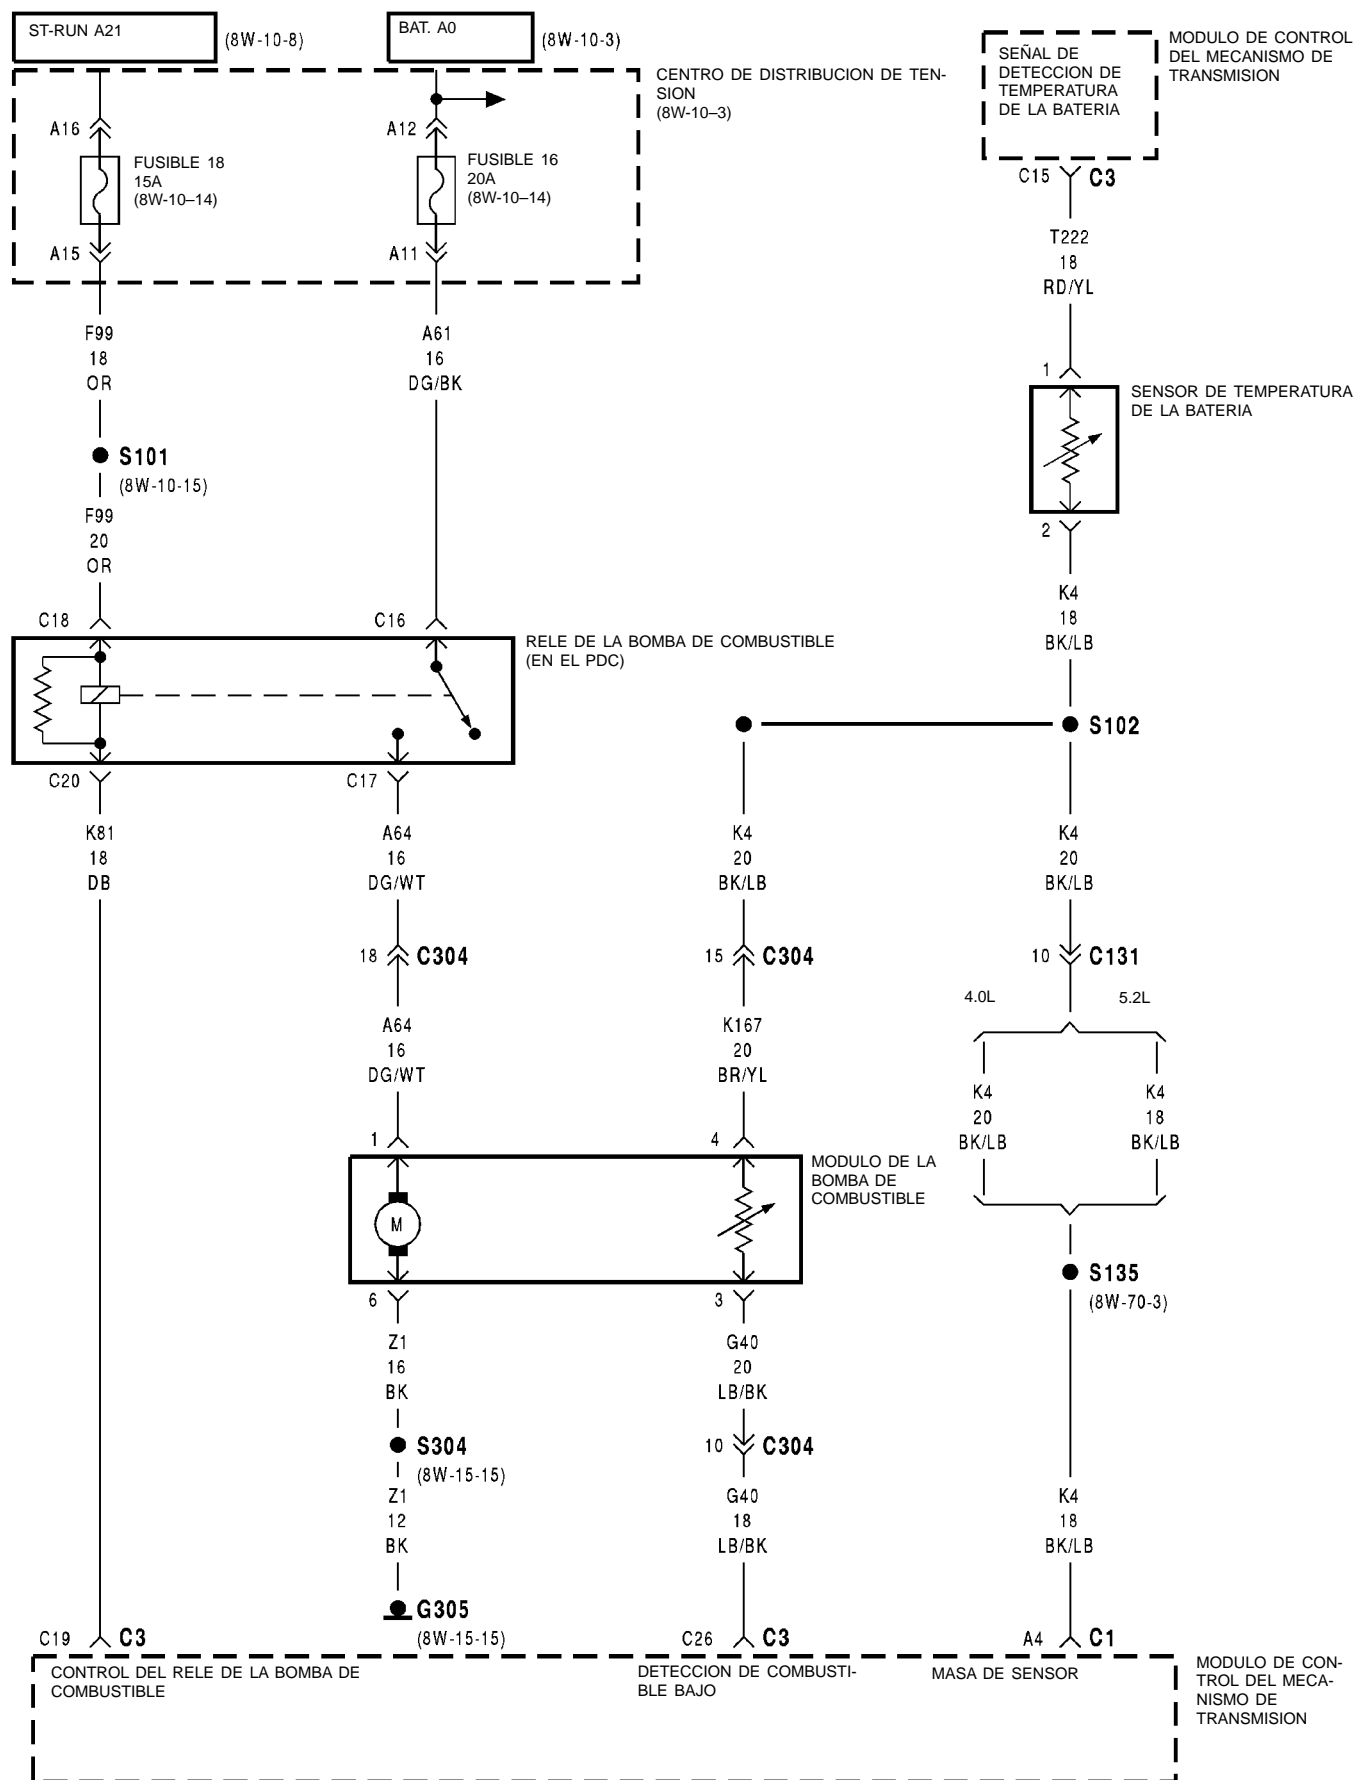 ST-RUN A21
(8W-10-8)
BAT. A0
(8W-10-3)
CENTRO DE DISTRIBUCION DE TEN-
SION
(8W-10–3)
SEÑAL DE
DETECCION DE
TEMPERATURA
DE LA BATERIA
MODULO DE CONTROL
DEL MECANISMO DE
TRANSMISION
A16
FUSIBLE 18
15A
(8W-10–14)
A15
A12
FUSIBLE 16
20A
(8W-10–14)
A11
C15
C3
T222
18
RD/YL
F99
18
OR
A61
16
DG/BK
1
SENSOR DE TEMPERATURA
DE LA BATERIA
2
S101
(8W-10-15)
F99
20
OR
K4
18
BK/LB
C18
C16
RELE DE LA BOMBA DE COMBUSTIBLE
(EN EL PDC)
C20
C17
S102
K81
18
DB
A64
16
DG/WT
K4
20
BK/LB
K4
20
BK/LB
18
C304
15
C304
10
C131
4.0L
5.2L
A64
16
DG/WT
K167
20
BR/YL
K4
20
BK/LB
K4
18
BK/LB
1
4
MODULO DE LA
BOMBA DE
COMBUSTIBLE
M
6
3
S135
(8W-70-3)
Z1
16
BK
G40
20
LB/BK
S304
(8W-15-15)
10
C304
Z1
12
BK
G40
18
LB/BK
K4
18
BK/LB
G305
(8W-15-15)
C19
C3
C26
C3
A4
C1
CONTROL DEL RELE DE LA BOMBA DE
COMBUSTIBLE
DETECCION DE COMBUSTI-
BLE BAJO
MASA DE SENSOR
MODULO DE CON-
TROL DEL MECA-
NISMO DE
TRANSMISION